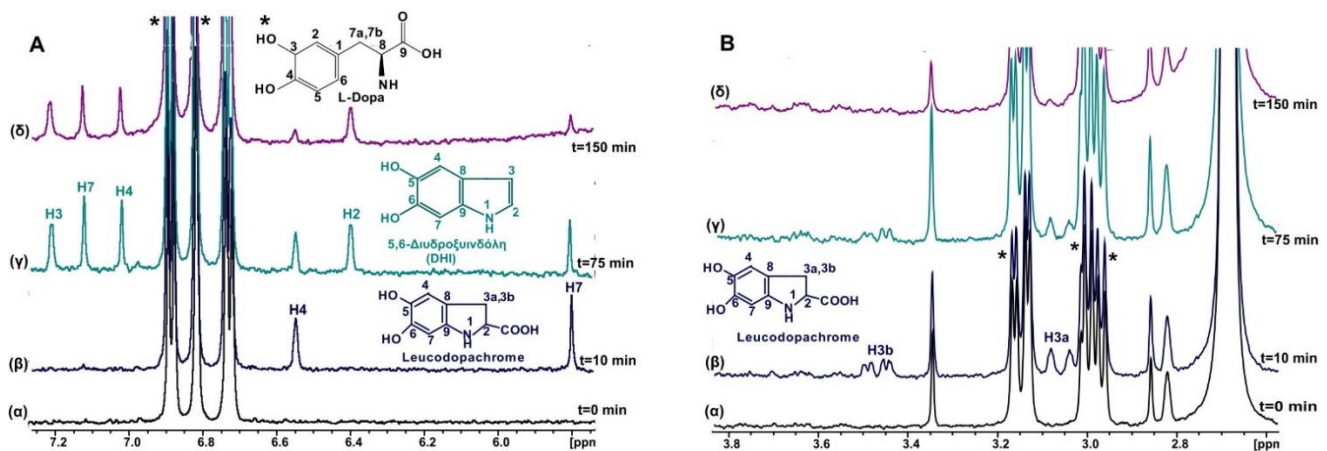 A
* * *
HO
HO
3
2
1
4
5
6
7a,7b
8
9
O
OH
NH
L-Dopa
(δ)
t=150 min
H3
H7
H4
H2
HO
HO
4
5
6
7
8
9
3
2
1
N
H
5,6-Διυδροξυινδόλη
(DHI)
(γ)
t=75 min
H4
HO
HO
4
5
6
7
8
9
3a,3b
1
2
N
H
COOH
Leucodopachrome
H7
(β)
t=10 min
(α)
t=0 min
7.2 7.0 6.8 6.6 6.4 6.2 6.0 [ppm
B
(δ)
t=150 min
(γ)
t=75 min
HO
HO
4
5
6
7
8
9
3a,3b
1
2
N
H
COOH
Leucodopachrome
* * *
H3b
H3a
(β)
t=10 min
(α)
t=0 min
3.8 3.6 3.4 3.2 3.0 2.8 [ppm